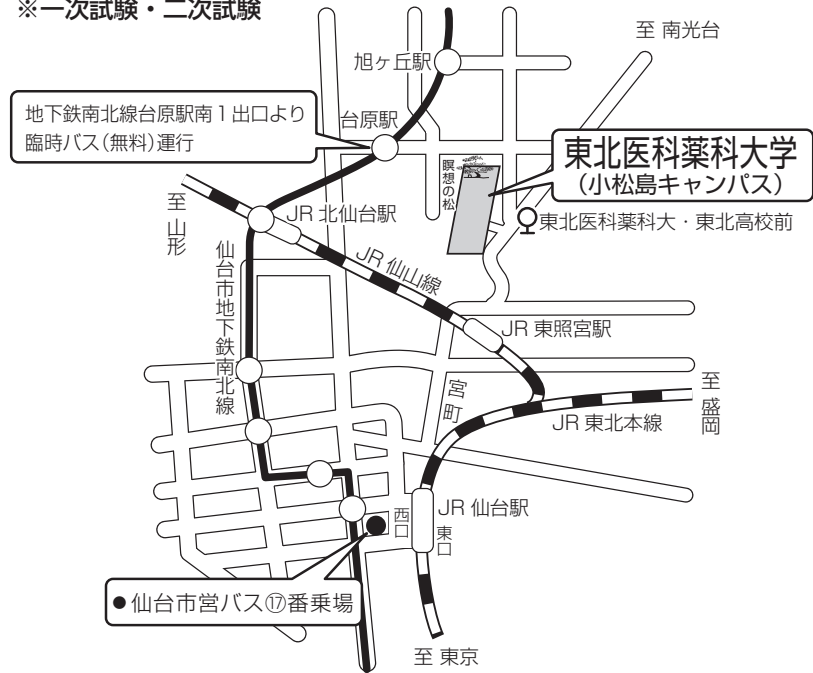 ※一次試験・二次試験
至 南光台
旭ヶ丘駅
地下鉄南北線台原駅南1出口より
臨時バス(無料)運行
台原駅
東北医科薬科大学
(小松島キャンパス)
瞑想の松
至 山形
JR 北仙台駅
東北医科薬科大・東北高校前
JR 仙山線
仙台市地下鉄南北線
JR 東照宮駅
宮町
至 盛岡
JR 東北本線
JR 仙台駅
西口
東口
●仙台市営バス⑰番乗場
至 東京